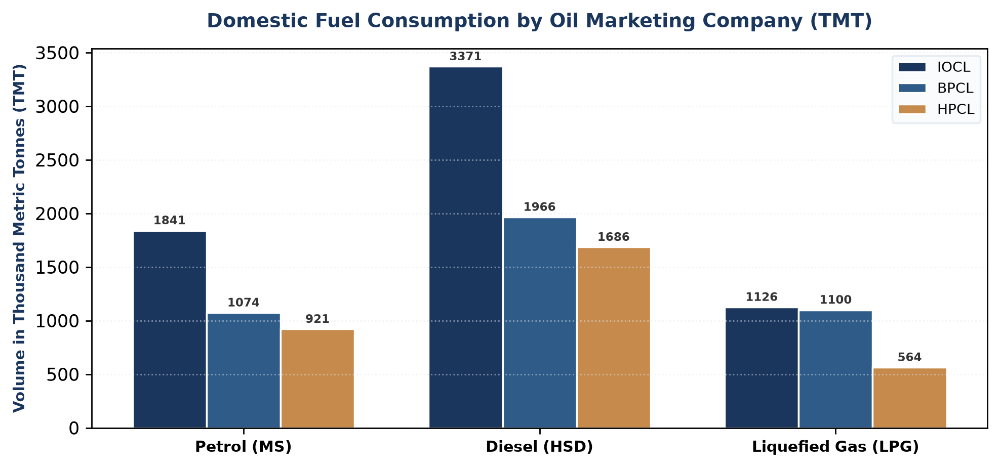 Domestic Fuel Consumption by Oil Marketing Company (TMT)
Volume in Thousand Metric Tonnes (TMT)
3500
3000
2500
2000
1500
1000
500
0
1841
1074
921
3371
1966
1686
1126
1100
564
Petrol (MS)
Diesel (HSD)
Liquefied Gas (LPG)
IOCL
BPCL
HPCL